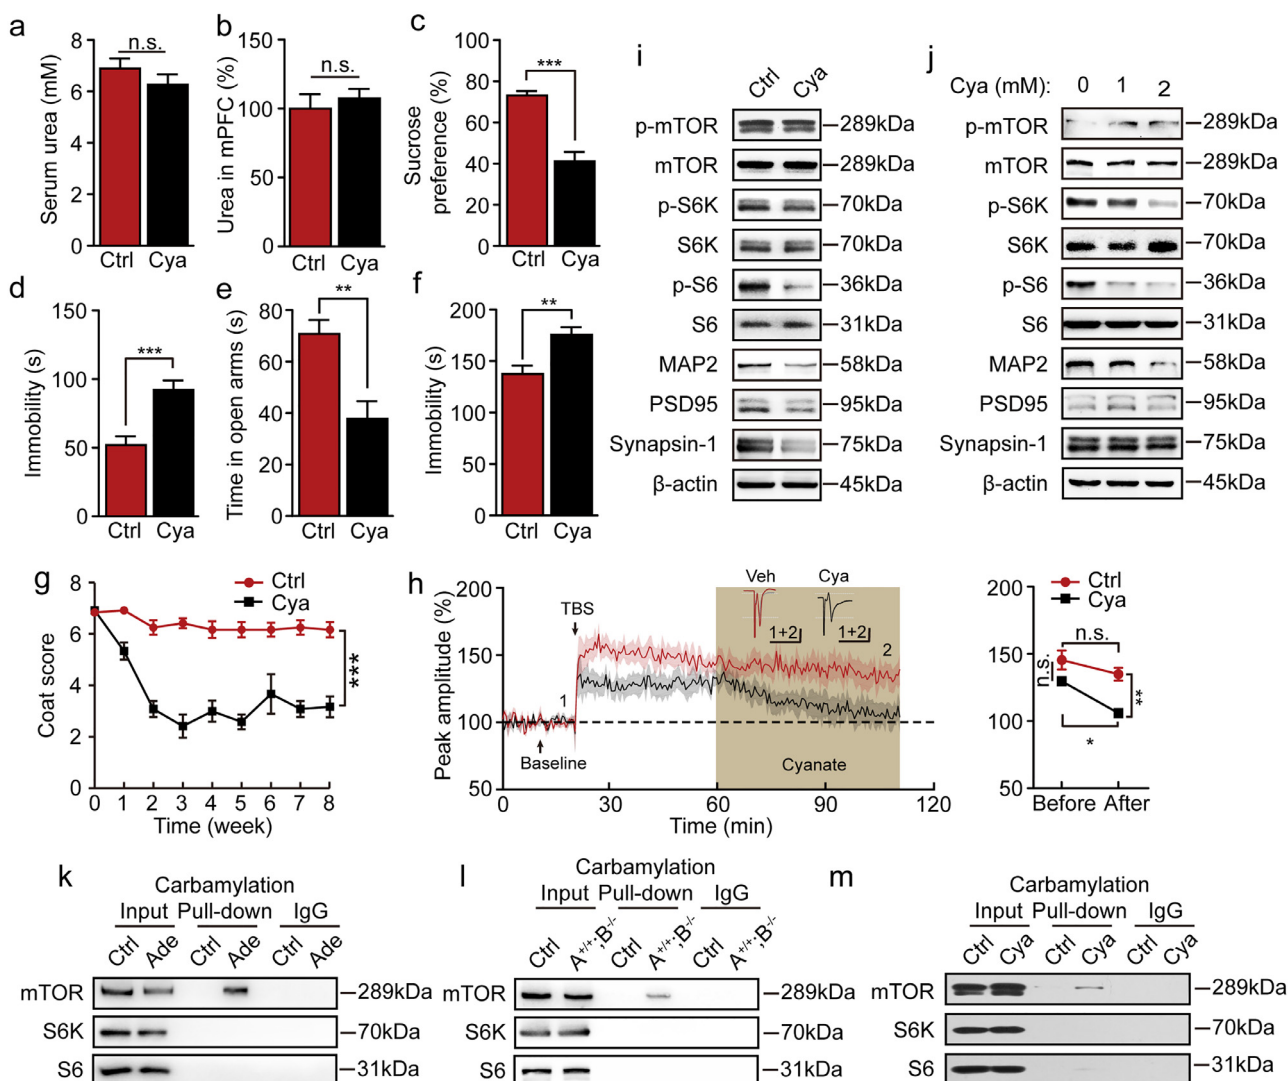 a
Serum urea (mM)
8
6
4
2
0
n.s.
Ctrl Cya
b
Urea in mPFC (%)
150
100
50
0
n.s.
Ctrl Cya
c
Sucrose
preference (%)
100
80
60
40
20
0
***
Ctrl Cya
d
Immobility (s)
150
100
50
0
***
Ctrl Cya
e
Time in open arms (s)
80
60
40
20
0
**
Ctrl Cya
f
Immobility (s)
200
150
100
50
0
**
Ctrl Cya
i
Ctrl Cya
p-mTOR 289kDa
mTOR 289kDa
p-S6K 70kDa
S6K 70kDa
p-S6 36kDa
S6 31kDa
MAP2 58kDa
PSD95 95kDa
Synapsin-1 75kDa
β-actin 45kDa
j
Cya (mM): 0 1 2
p-mTOR 289kDa
mTOR 289kDa
p-S6K 70kDa
S6K 70kDa
p-S6 36kDa
S6 31kDa
MAP2 58kDa
PSD95 95kDa
Synapsin-1 75kDa
β-actin 45kDa
g
Coat score
8
6
4
2
0
Ctrl
Cya
***
0 1 2 3 4 5 6 7 8
Time (week)
h
Peak amplitude (%)
200
150
100
50
TBS
1
Baseline
Veh Cya
1+2 1+2
2
Cyanate
0 30 60 90 120
Time (min)
200
150
100
50
Ctrl
Cya
n.s.
n.s.
**
*
Before After
k
Carbamylation
Input Pull-down IgG
Ctrl Ade Ctrl Ade Ctrl Ade
mTOR 289kDa
S6K 70kDa
S6 31kDa
l
Carbamylation
Input Pull-down IgG
Ctrl A+/+;B-/- Ctrl A+/+;B-/- Ctrl A+/+;B-/-
mTOR 289kDa
S6K 70kDa
S6 31kDa
m
Carbamylation
Input Pull-down IgG
Ctrl Cya Ctrl Cya Ctrl Cya
mTOR 289kDa
S6K 70kDa
S6 31kDa